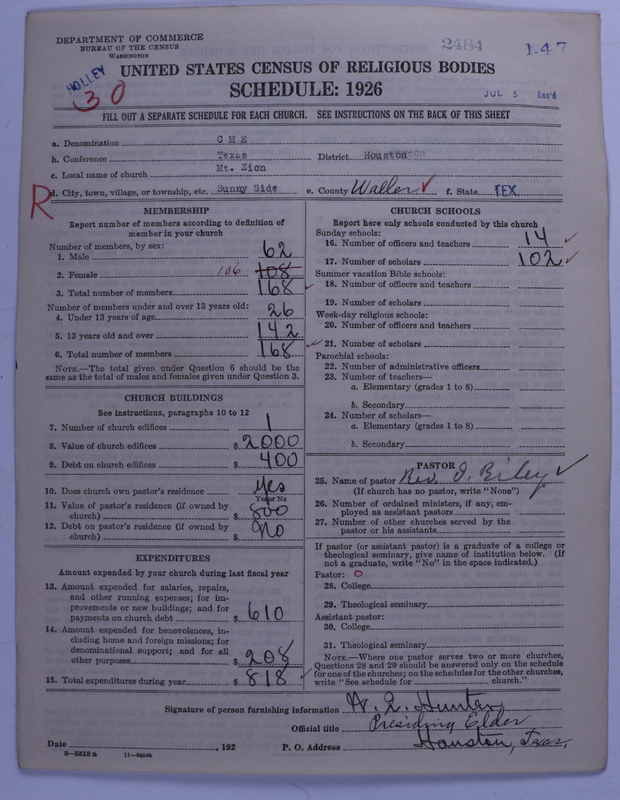 DEPARTMENT OF COMMERCE
BUREAU OF THE CENSUS
WASHINGTON
2484
1.47
HOLLEY
30
UNITED STATES CENSUS OF RELIGIOUS BODIES
SCHEDULE: 1926
JUL 5 Rec'd
FILL OUT A SEPARATE SCHEDULE FOR EACH CHURCH. SEE INSTRUCTIONS ON THE BACK OF THIS SHEET
a. Denomination C M E
b. Conference Texas District Houston
c. Local name of church Mt. Zion
R
d. City, town, village, or township, etc. Sunny Side e. County Waller f. State TEX.
MEMBERSHIP
Report number of members according to definition of member in your church
Number of members, by sex:
1. Male 62
2. Female 106 108
3. Total number of members 168
Number of members under and over 13 years old:
4. Under 13 years of age 26
5. 13 years old and over 142
6. Total number of members 168
NOTE.—The total given under Question 6 should be the
same as the total of males and females given under Question 3.
CHURCH BUILDINGS
See instructions, paragraphs 10 to 12
7. Number of church edifices 1
8. Value of church edifices $ 2000
9. Debt on church edifices $ 400
10. Does church own pastor's residence Yes
Yes or No
11. Value of pastor's residence (if owned by
church) $ 800
12. Debt on pastor's residence (if owned by
church) $ No
EXPENDITURES
Amount expended by your church during last fiscal year
13. Amount expended for salaries, repairs,
and other running expenses; for im-
provements or new buildings; and for
payments on church debt $ 610
14. Amount expended for benevolences, in-
cluding home and foreign missions; for
denominational support; and for all
other purposes $ 208
15. Total expenditures during year $ 818
CHURCH SCHOOLS
Report here only schools conducted by this church
Sunday schools:
16. Number of officers and teachers 14
17. Number of scholars 102
Summer vacation Bible schools:
18. Number of officers and teachers
19. Number of scholars
Week-day religious schools:
20. Number of officers and teachers
21. Number of scholars
Parochial schools:
22. Number of administrative officers
23. Number of teachers—
a. Elementary (grades 1 to 8)
b. Secondary
24. Number of scholars—
a. Elementary (grades 1 to 8)
b. Secondary
PASTOR
25. Name of pastor Rev. I. Briley
(If church has no pastor, write "None")
26. Number of ordained ministers, if any, em-
ployed as assistant pastors
27. Number of other churches served by the
pastor or his assistants
If pastor (or assistant pastor) is a graduate of a college or
theological seminary, give name of institution below. (If
not a graduate, write "No" in the space indicated.)
Pastor: O
28. College
29. Theological seminary
Assistant pastor:
30. College
31. Theological seminary
NOTE.—Where one pastor serves two or more churches,
Questions 28 and 29 should be answered only on the schedule
for one of the churches; on the schedules for the other churches,
write "See schedule for church."
Signature of person furnishing information W. L. Hunter
Official title Presiding Elder
Date , 192 P. O. Address Houston, Texas,
8—5518 a 11—9024b